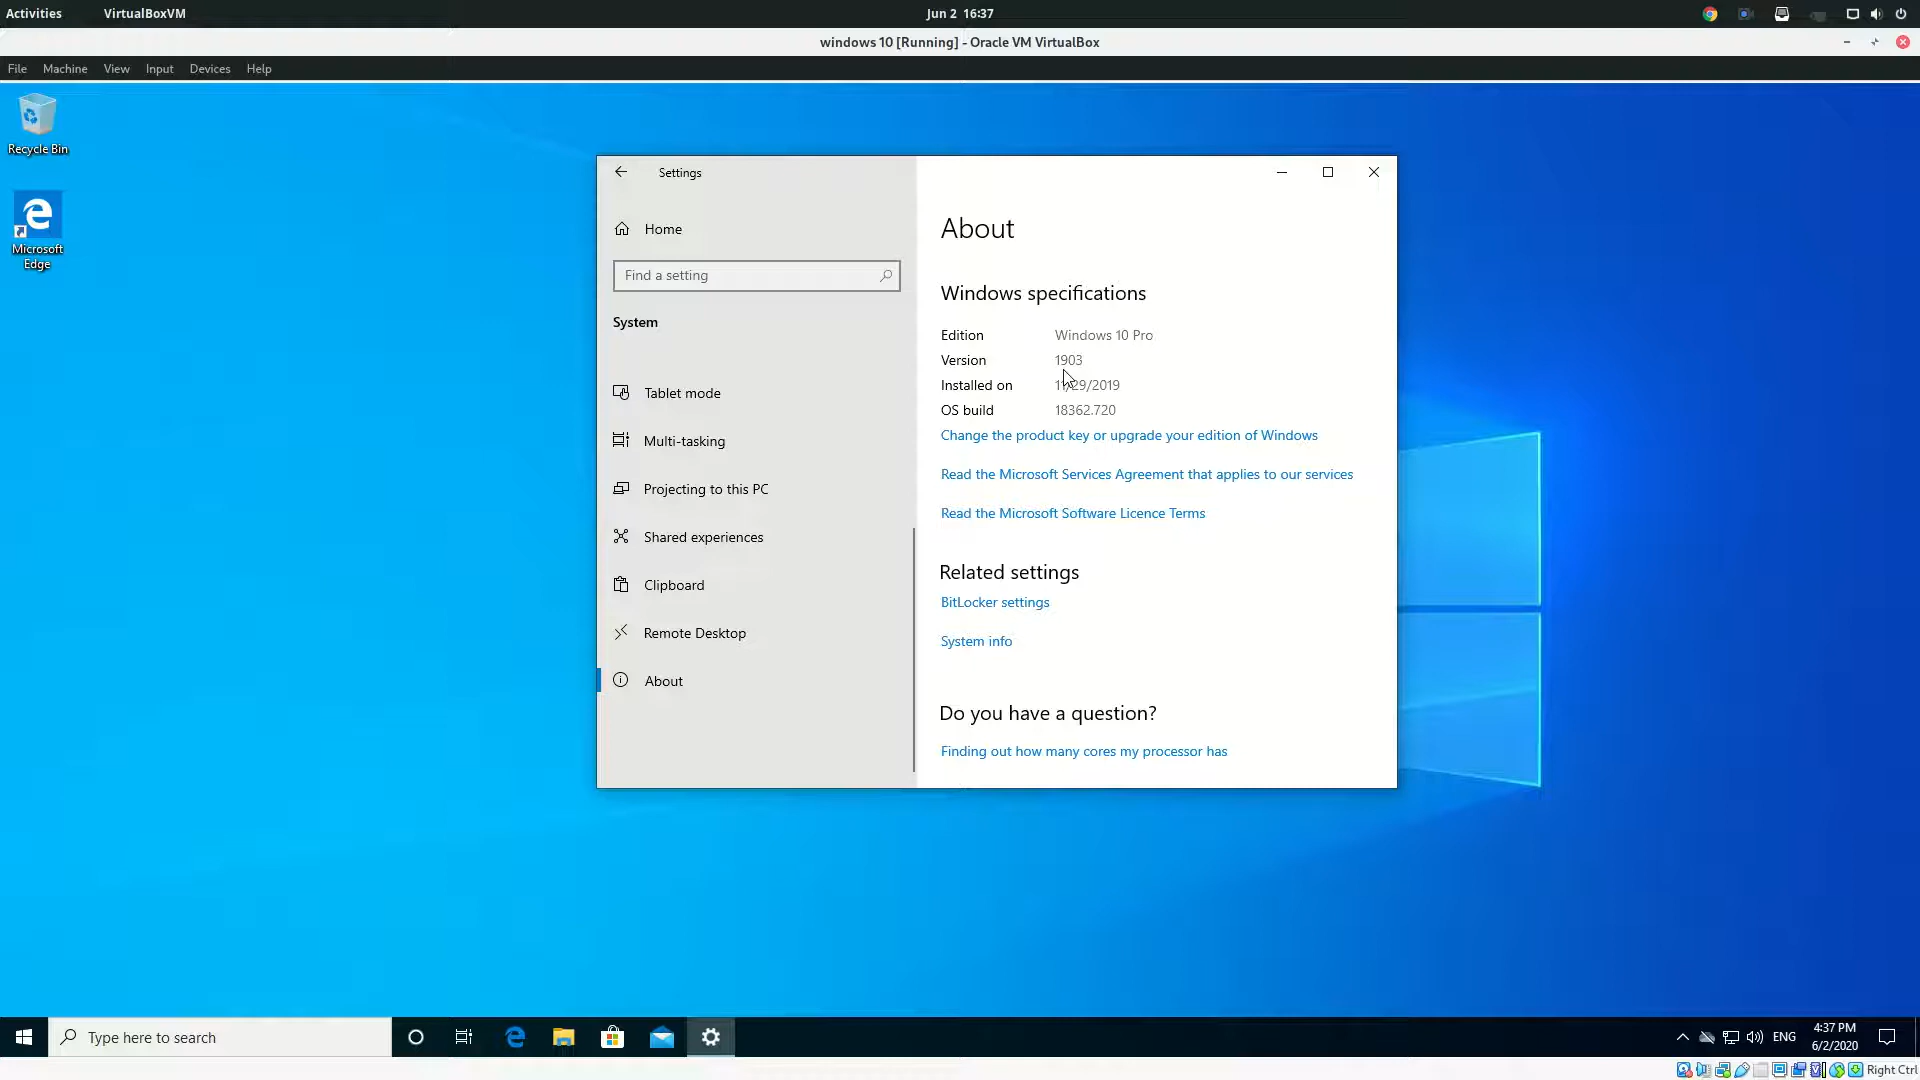 Activities
VirtualBoxVM
Jun 2 16:37
windows 10 [Running] - Oracle VM VirtualBox
File Machine View Input Devices Help
Recycle Bin
Microsoft
Edge
Settings
Home
Find a setting
System
Tablet mode
Multi-tasking
Projecting to this PC
Shared experiences
Clipboard
Remote Desktop
About
About
Windows specifications
Edition Windows 10 Pro
Version 1903
Installed on 11/29/2019
OS build 18362.720
Change the product key or upgrade your edition of Windows
Read the Microsoft Services Agreement that applies to our services
Read the Microsoft Software Licence Terms
Related settings
BitLocker settings
System info
Do you have a question?
Finding out how many cores my processor has
Type here to search
ENG
4:37 PM
6/2/2020
Right Ctrl